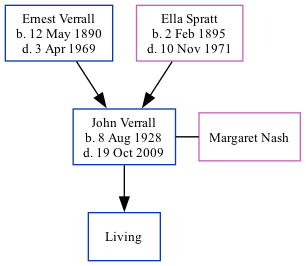 Ernest Verrall
b. 12 May 1890
d. 3 Apr 1969
Ella Spratt
b. 2 Feb 1895
d. 10 Nov 1971
John Verrall
b. 8 Aug 1928
d. 19 Oct 2009
Margaret Nash
Living